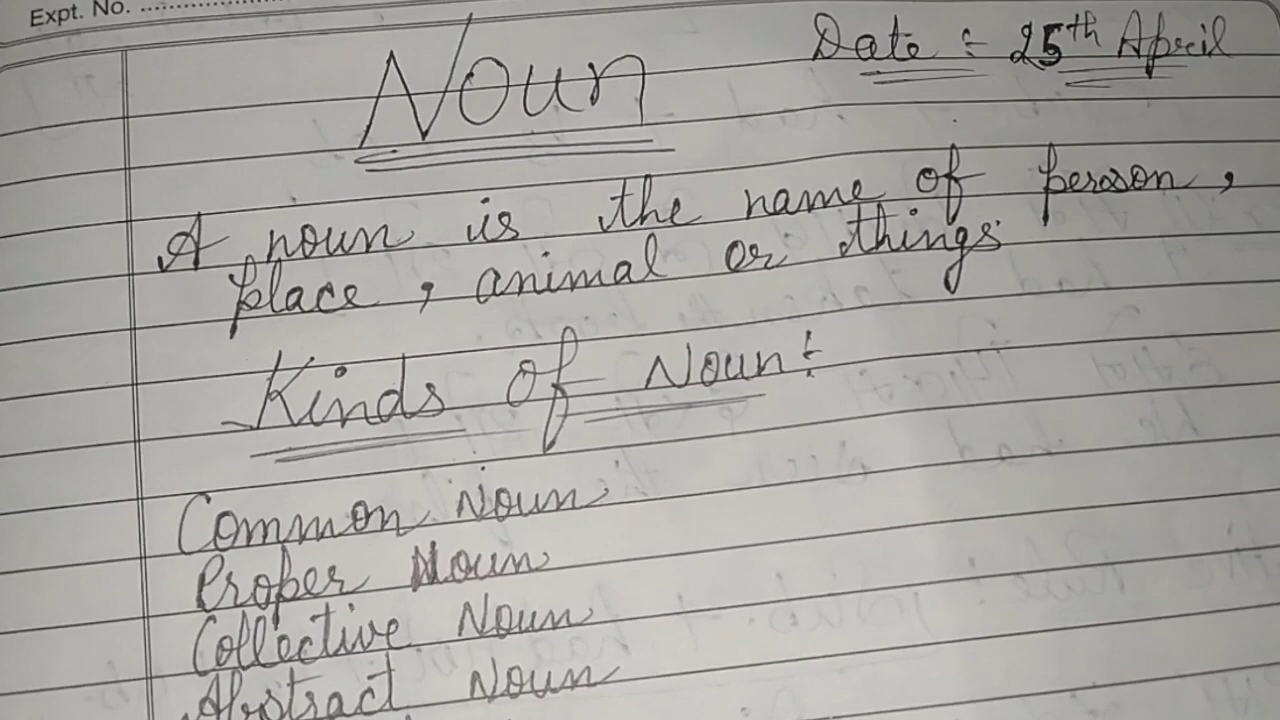 Expt. No. ..................
Date :- 25th April
Noun
A noun is the name of person,
place, animal or things
Kinds of Noun :-
Common Noun
Proper Noun
Collective Noun
Abstract Noun